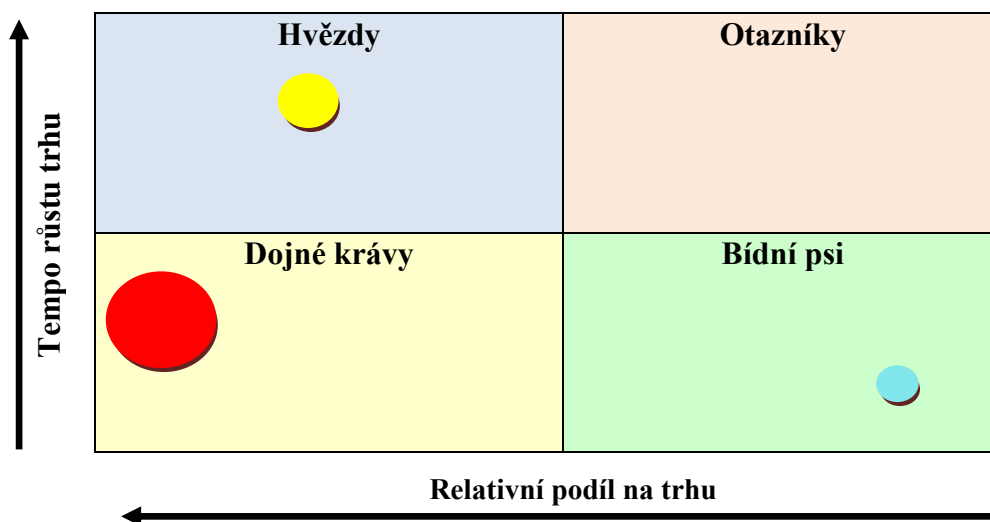 Hvězdy
Otazníky
Tempo růstu trhu
Dojné krávy
Bídní psi
Relativní podíl na trhu